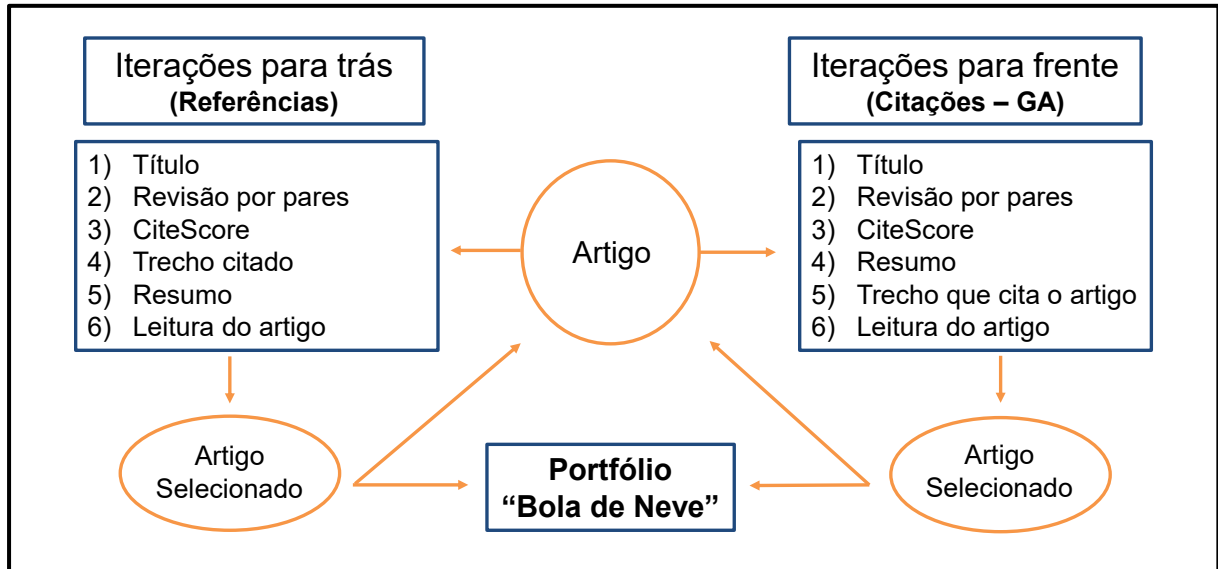 Iterações para trás
(Referências)
1) Título
2) Revisão por pares
3) CiteScore
4) Trecho citado
5) Resumo
6) Leitura do artigo
Artigo
Selecionado
Artigo
Portfólio
“Bola de Neve”
Iterações para frente
(Citações – GA)
1) Título
2) Revisão por pares
3) CiteScore
4) Resumo
5) Trecho que cita o artigo
6) Leitura do artigo
Artigo
Selecionado